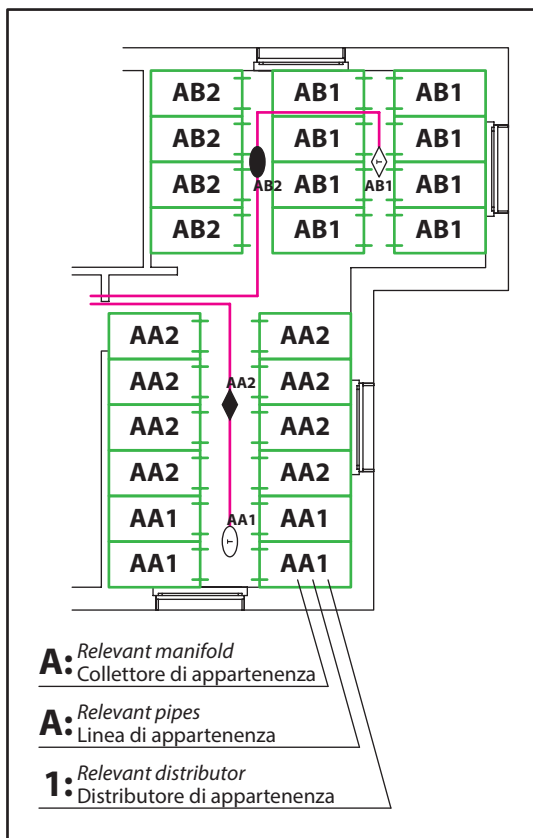 AB2 AB1 AB1
AB2 AB1 AB1
AB2 T AB1
AB2 AB1 AB1
AB2 AB1 AB1
AA2 AA2
AA2 AA2
AA2
AA2 AA2
AA2 AA2
AA1 AA1
AA1
T
AA1 AA1
A: Relevant manifold
Collettore di appartenenza
A: Relevant pipes
Linea di appartenenza
1: Relevant distributor
Distributore di appartenenza